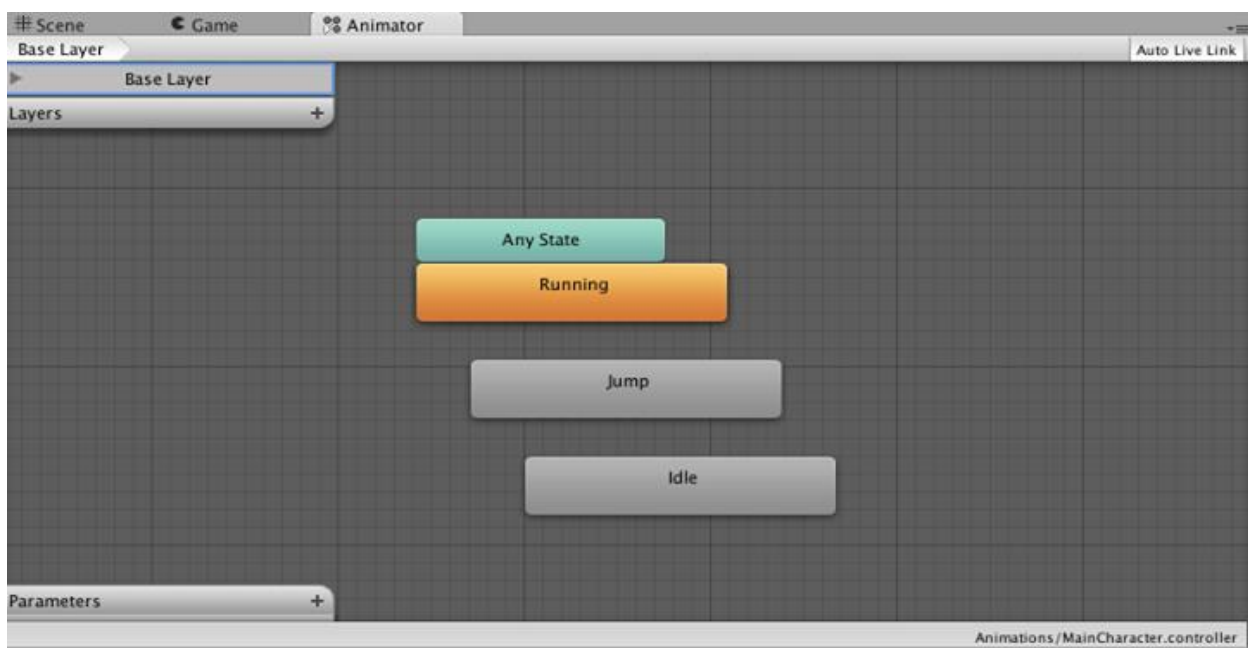 Scene Game Animator
Base Layer Auto Live Link
Base Layer
Layers +
Any State
Running
Jump
Idle
Parameters +
Animations/MainCharacter.controller